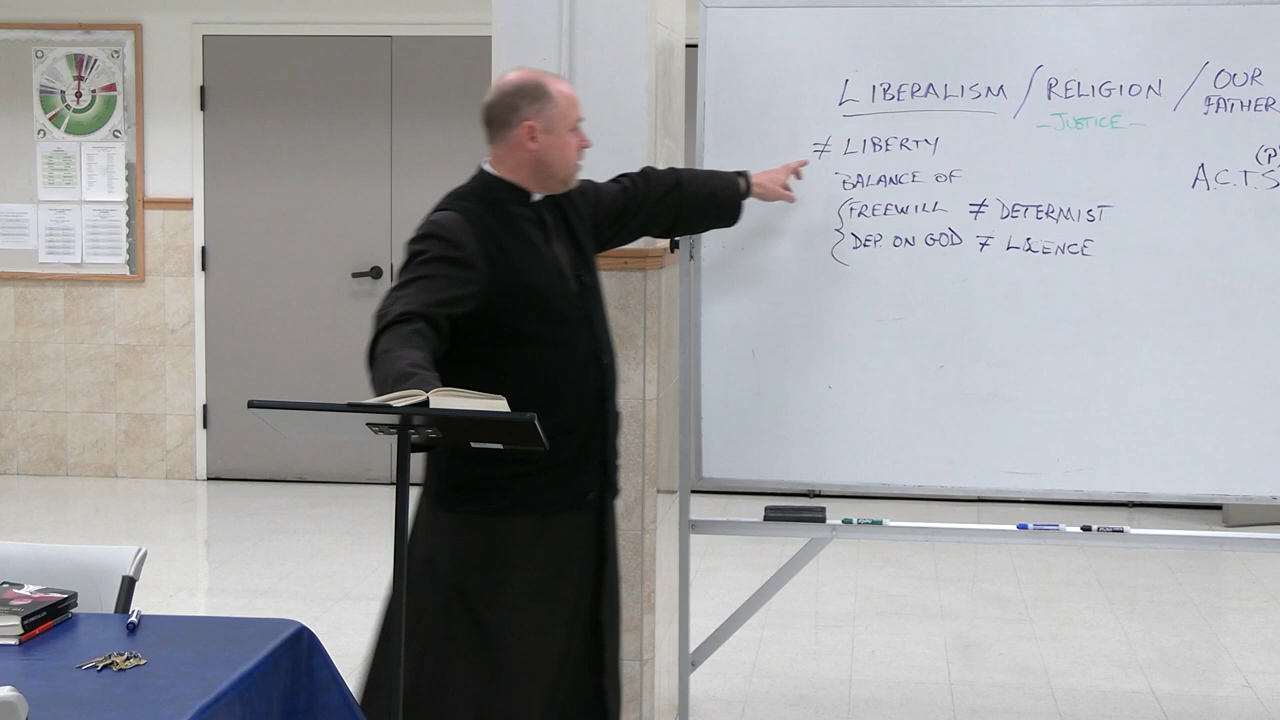 LIBERALISM / RELIGION / OUR FATHER
- JUSTICE -
≠ LIBERTY
BALANCE OF
FREEWILL ≠ DETERMIST
DEP. ON GOD ≠ LICENCE
(P
A.C.T.S